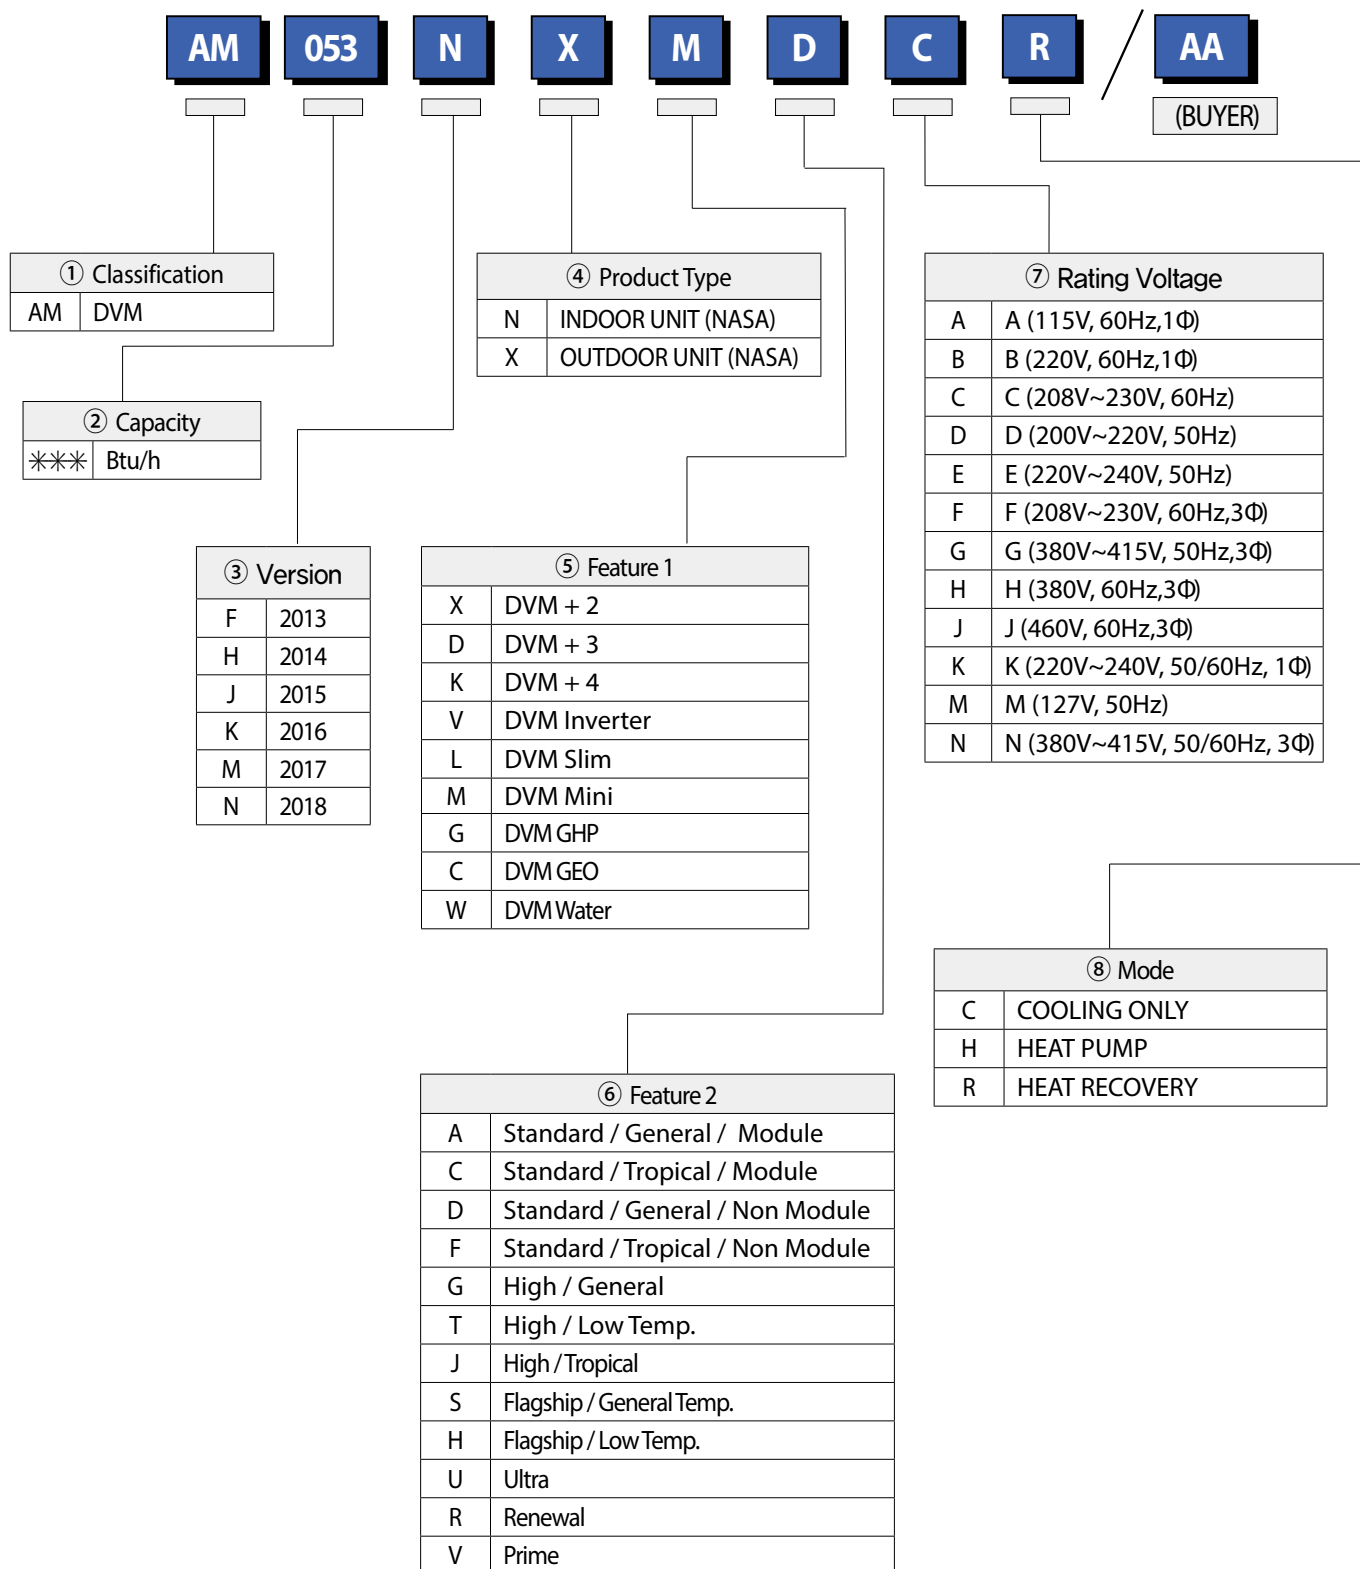 AM 053 N X M D C R / AA
(BUYER)
① Classification
AM DVM
② Capacity
✳✳✳ Btu/h
③ Version
F 2013
H 2014
J 2015
K 2016
M 2017
N 2018
④ Product Type
N INDOOR UNIT (NASA)
X OUTDOOR UNIT (NASA)
⑤ Feature 1
X DVM + 2
D DVM + 3
K DVM + 4
V DVM Inverter
L DVM Slim
M DVM Mini
G DVM GHP
C DVM GEO
W DVM Water
⑥ Feature 2
A Standard / General / Module
C Standard / Tropical / Module
D Standard / General / Non Module
F Standard / Tropical / Non Module
G High / General
T High / Low Temp.
J High / Tropical
S Flagship / General Temp.
H Flagship / Low Temp.
U Ultra
R Renewal
V Prime
⑦ Rating Voltage
A A (115V, 60Hz,1Φ)
B B (220V, 60Hz,1Φ)
C C (208V~230V, 60Hz)
D D (200V~220V, 50Hz)
E E (220V~240V, 50Hz)
F F (208V~230V, 60Hz,3Φ)
G G (380V~415V, 50Hz,3Φ)
H H (380V, 60Hz,3Φ)
J J (460V, 60Hz,3Φ)
K K (220V~240V, 50/60Hz, 1Φ)
M M (127V, 50Hz)
N N (380V~415V, 50/60Hz, 3Φ)
⑧ Mode
C COOLING ONLY
H HEAT PUMP
R HEAT RECOVERY